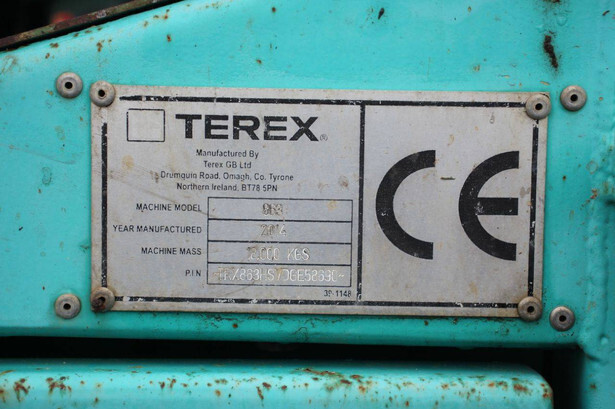 TEREX®
Manufactured By
Terex GB Ltd
Drumquin Road, Omagh, Co. Tyrone
Northern Ireland, BT78 5PN
MACHINE MODEL
YEAR MANUFACTURED
MACHINE MASS KGS
P.I.N
CE